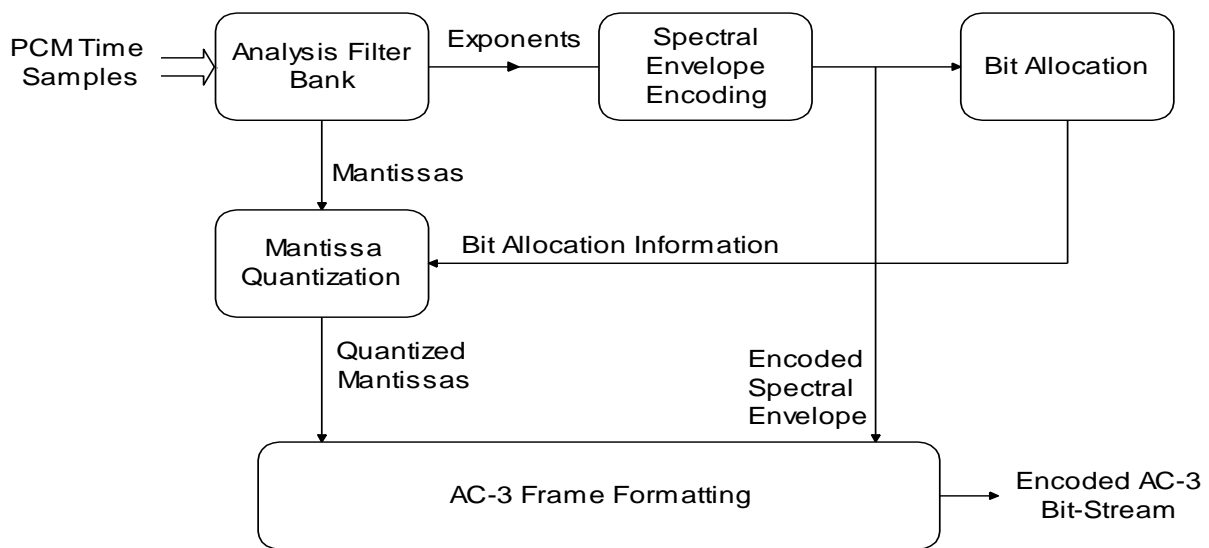 PCM Time
Samples
Analysis Filter
Bank
Exponents
Spectral
Envelope
Encoding
Bit Allocation
Mantissas
Mantissa
Quantization
Bit Allocation Information
Quantized
Mantissas
Encoded
Spectral
Envelope
AC-3 Frame Formatting
Encoded AC-3
Bit-Stream